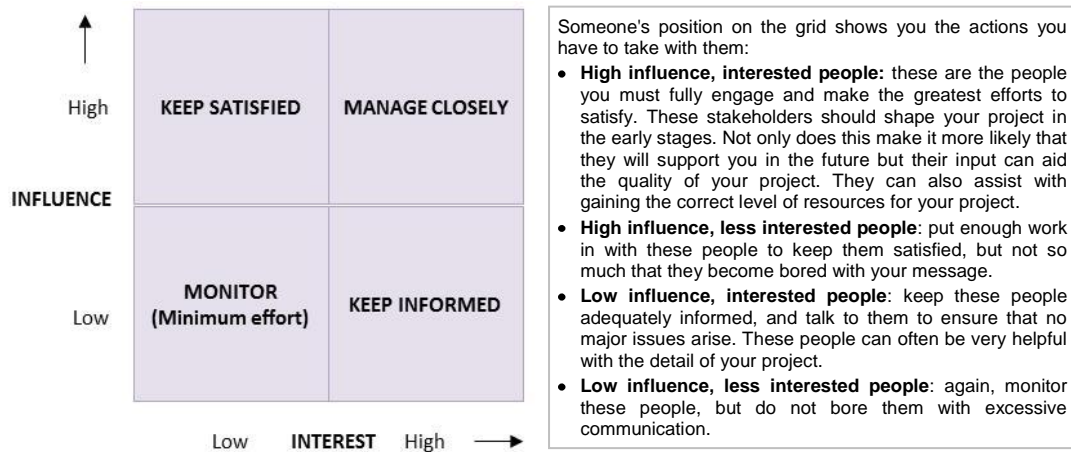 High
KEEP SATISFIED
MANAGE CLOSELY
INFLUENCE
Low
MONITOR
(Minimum effort)
KEEP INFORMED
Low INTEREST High
Someone's position on the grid shows you the actions you
have to take with them:
• High influence, interested people: these are the people
you must fully engage and make the greatest efforts to
satisfy. These stakeholders should shape your project in
the early stages. Not only does this make it more likely that
they will support you in the future but their input can aid
the quality of your project. They can also assist with
gaining the correct level of resources for your project.
• High influence, less interested people: put enough work
in with these people to keep them satisfied, but not so
much that they become bored with your message.
• Low influence, interested people: keep these people
adequately informed, and talk to them to ensure that no
major issues arise. These people can often be very helpful
with the detail of your project.
• Low influence, less interested people: again, monitor
these people, but do not bore them with excessive
communication.